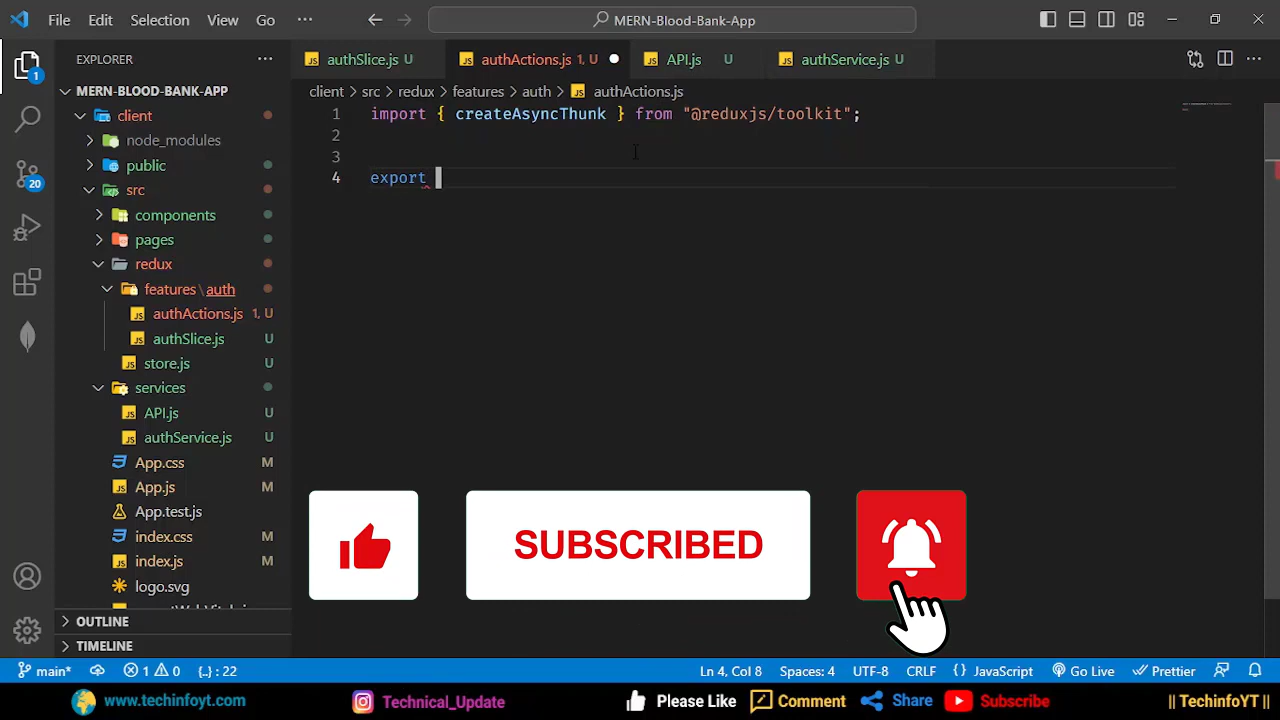 File Edit Selection View Go ··· MERN-Blood-Bank-App
EXPLORER ···
authSlice.js U
authActions.js 1, U
API.js U
authService.js U
MERN-BLOOD-BANK-APP
client > src > redux > features > auth > authActions.js
client
node_modules
public
src
components
pages
redux
features\auth
authActions.js 1, U
authSlice.js U
store.js U
services
API.js U
authService.js U
App.css M
App.js M
App.test.js
index.css M
index.js M
logo.svg
OUTLINE
TIMELINE
1
20
1 import { createAsyncThunk } from "@reduxjs/toolkit";
2
3
4 export
SUBSCRIBED
main* 1 0 {..} : 22 Ln 4, Col 8 Spaces: 4 UTF-8 CRLF {} JavaScript Go Live Prettier
www.techinfoyt.com Technical_Update Please Like Comment Share Subscribe || TechinfoYT ||